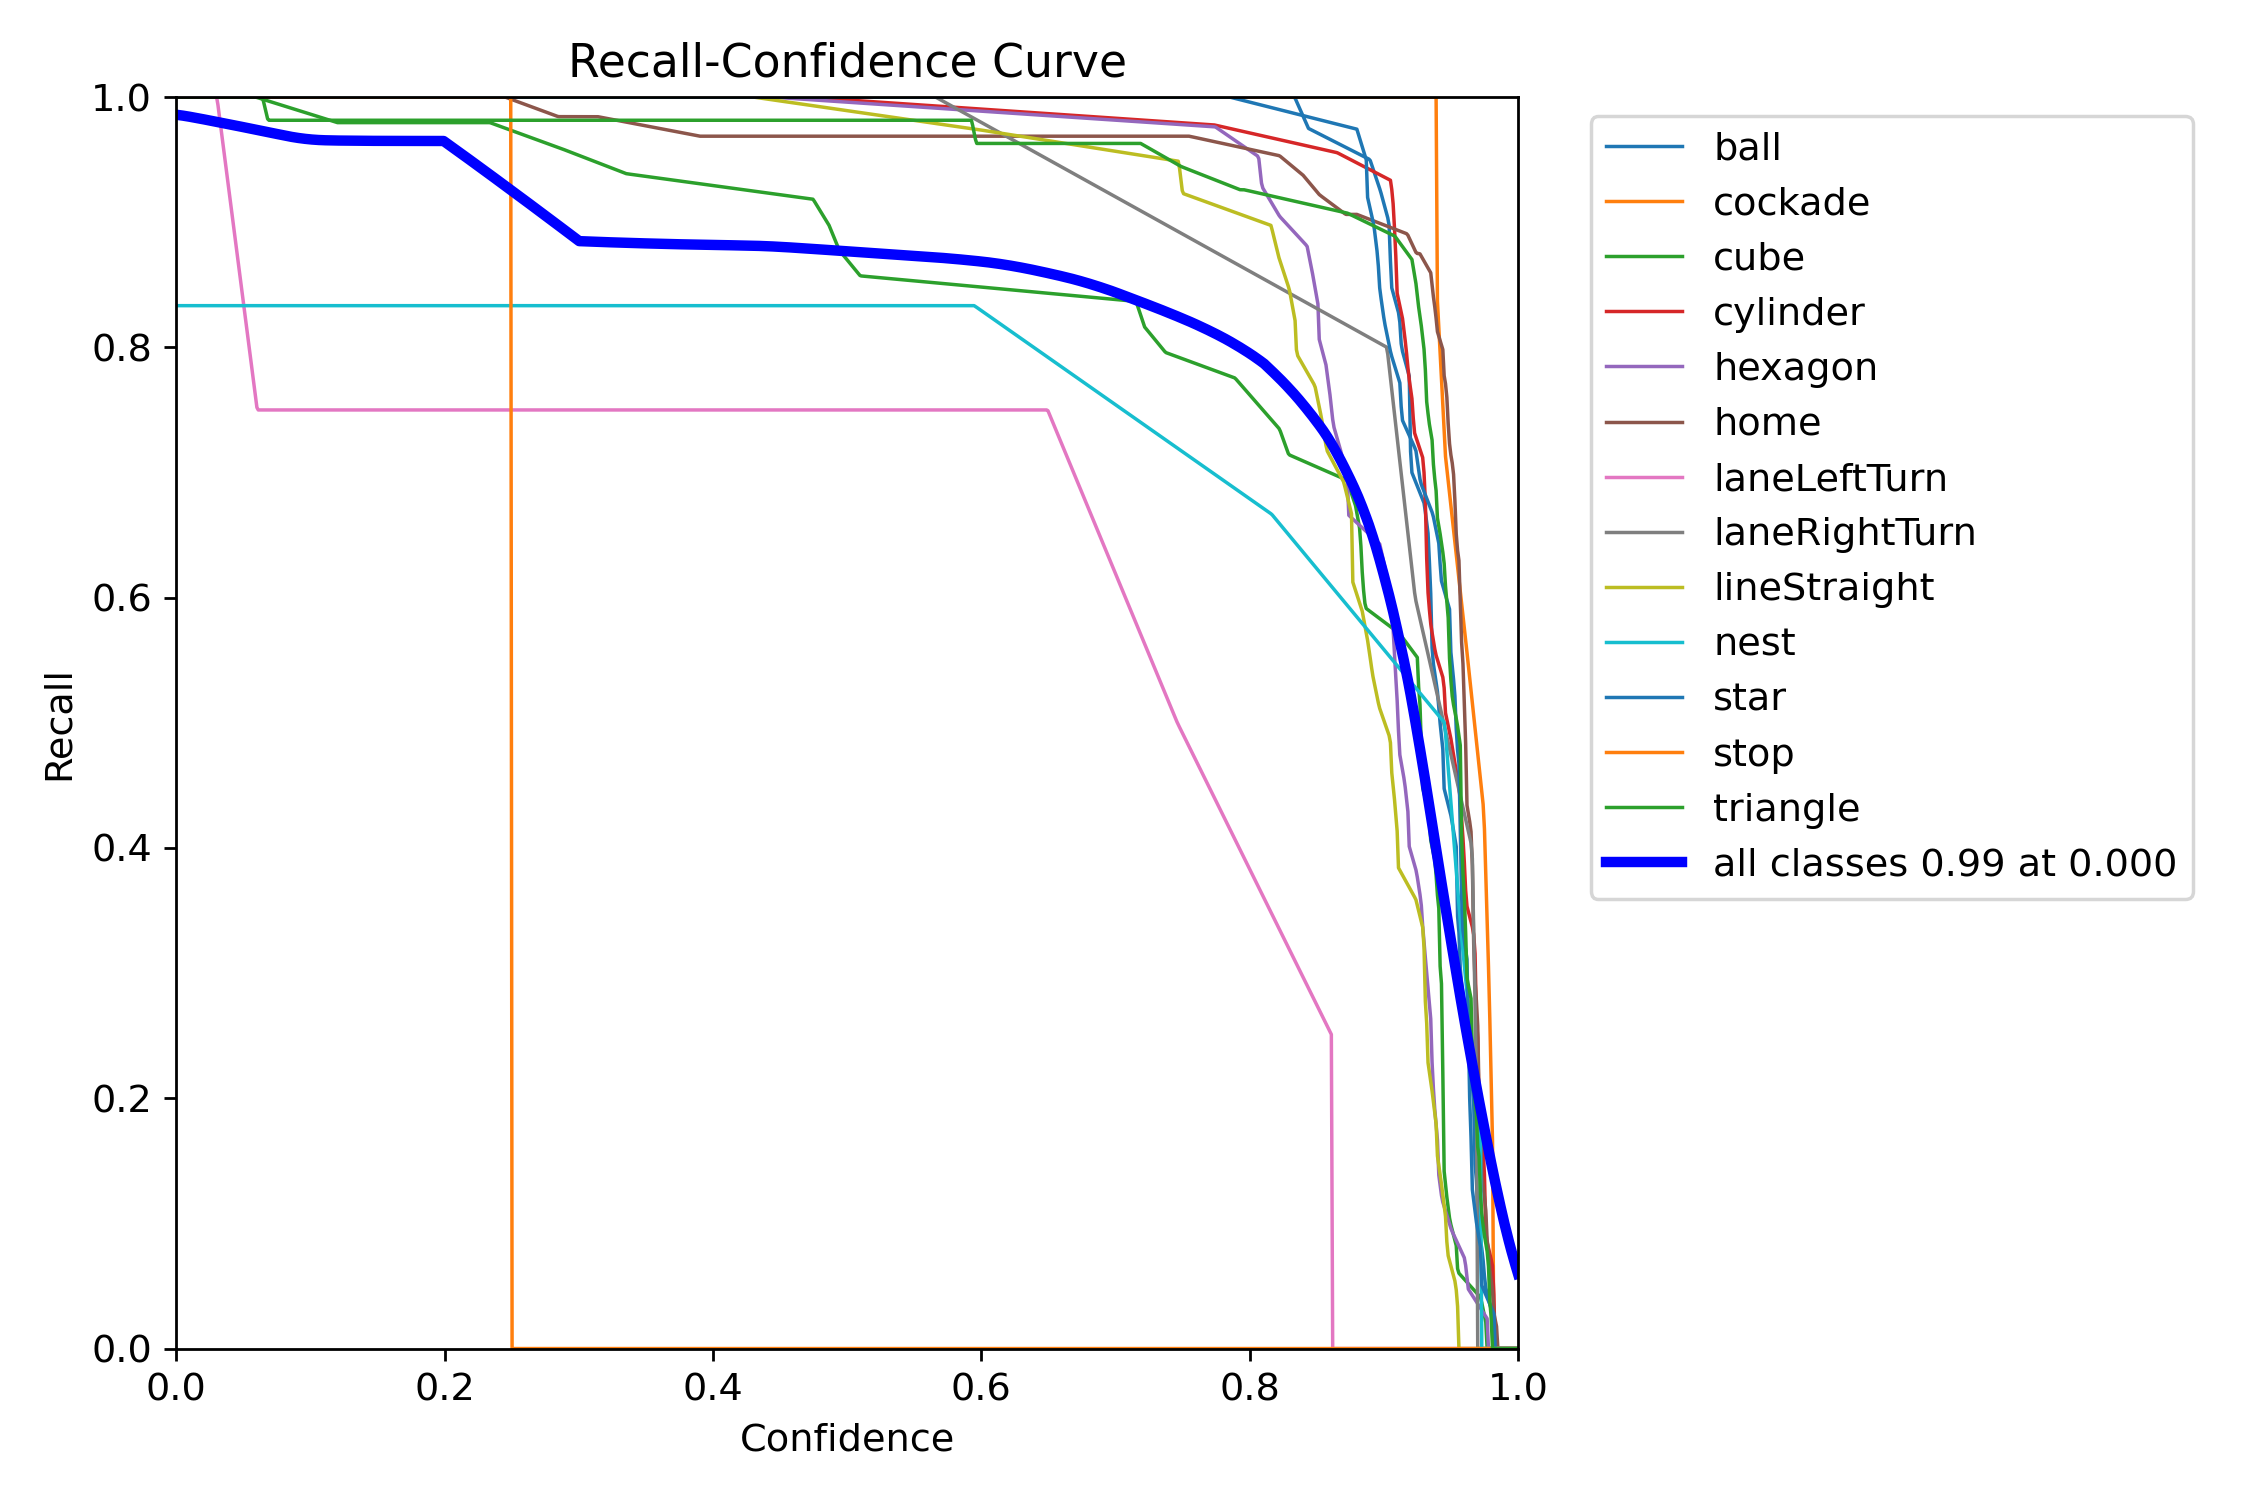 Recall-Confidence Curve
1.0
0.8
0.6
0.4
0.2
0.0
Recall
0.0 0.2 0.4 0.6 0.8 1.0
Confidence
ball
cockade
cube
cylinder
hexagon
home
laneLeftTurn
laneRightTurn
lineStraight
nest
star
stop
triangle
all classes 0.99 at 0.000